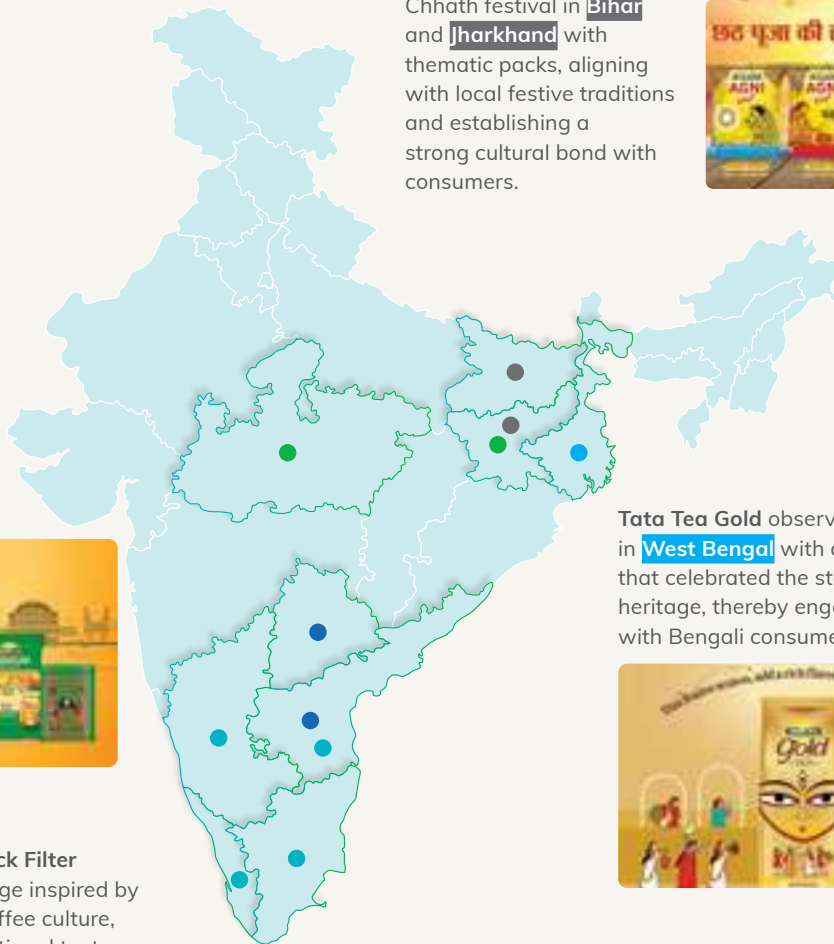 Chhath festival in Bihar
and Jharkhand with
thematic packs, aligning
with local festive traditions
and establishing a
strong cultural bond with
consumers.
छठ पूजा की
AGNI
Tata Tea Gold observ
in West Bengal with
that celebrated the st
heritage, thereby eng
with Bengali consume
Gold
ck Filter
ge inspired by
ffee culture,